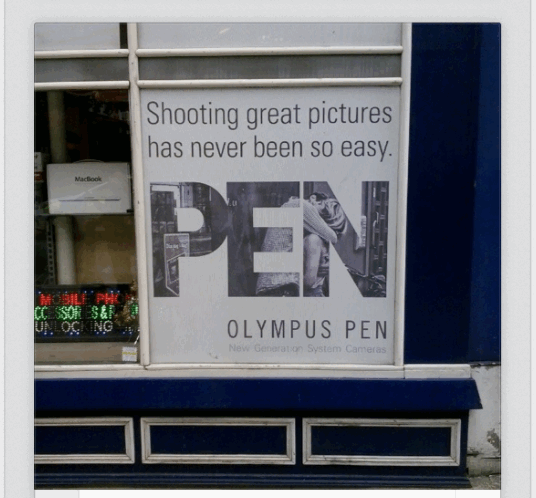 Shooting great pictures
has never been so easy.
MacBook
PEN
MOBILE PHO
CCESSORIES &
UNLOCKING
OLYMPUS PEN
New Generation System Cameras